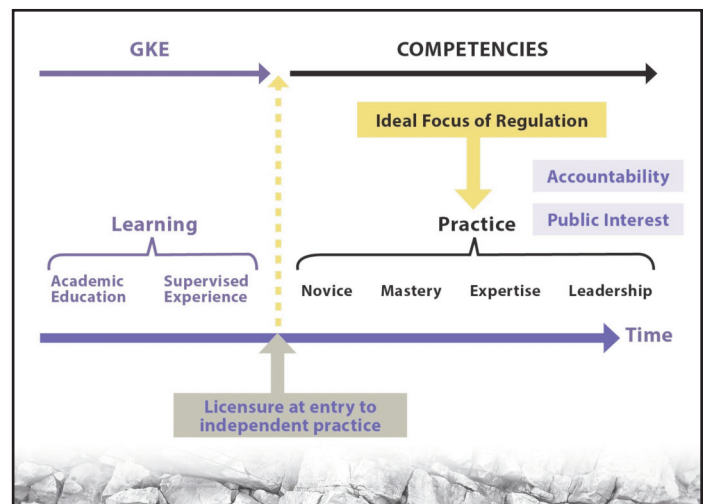 GKE
COMPETENCIES
Ideal Focus of Regulation
Accountability
Public Interest
Learning
Practice
Academic
Education
Supervised
Experience
Novice
Mastery
Expertise
Leadership
Time
Licensure at entry to
independent practice